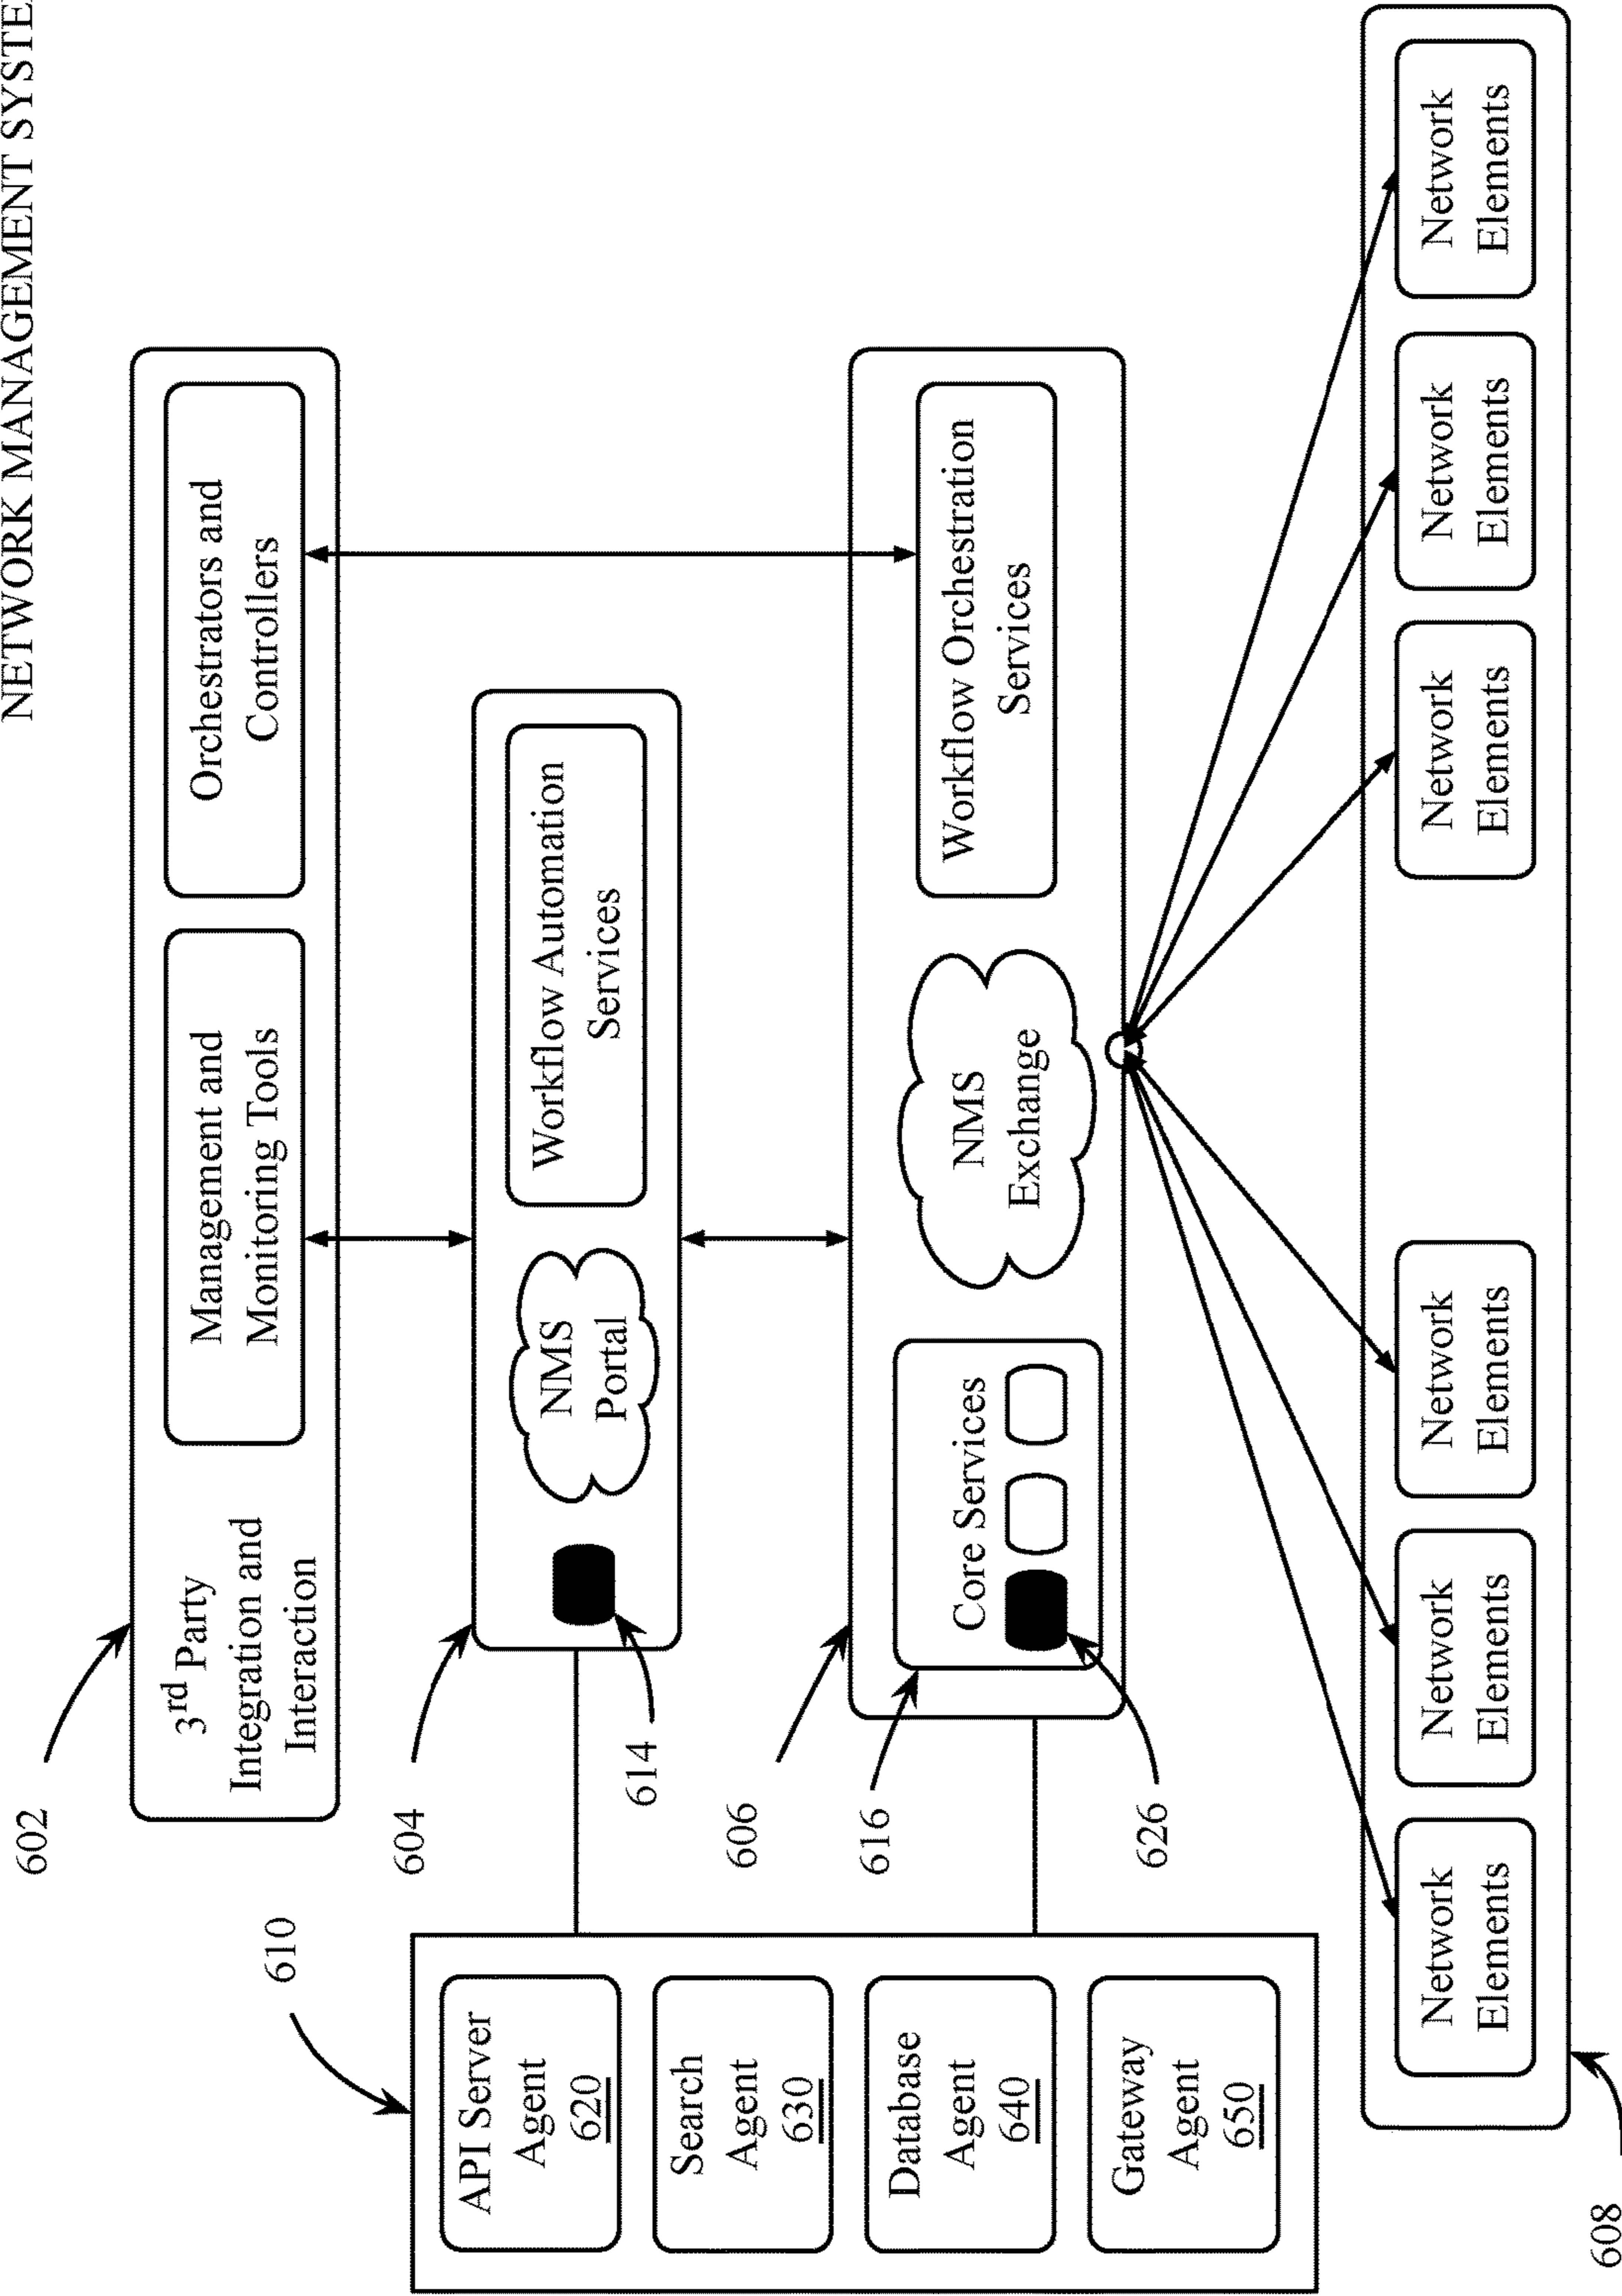 NETWORK MANAGEMENT SYSTE
602
3rd Party
Integration and
Interaction
Management and
Monitoring Tools
Orchestrators and
Controllers
604
614
NMS
Portal
Workflow Automation
Services
606
616
626
Core Services
NMS
Exchange
Workflow Orchestration
Services
610
API Server
Agent
620
Search
Agent
630
Database
Agent
640
Gateway
Agent
650
608
Network
Elements
Network
Elements
Network
Elements
Network
Elements
Network
Elements
Network
Elements